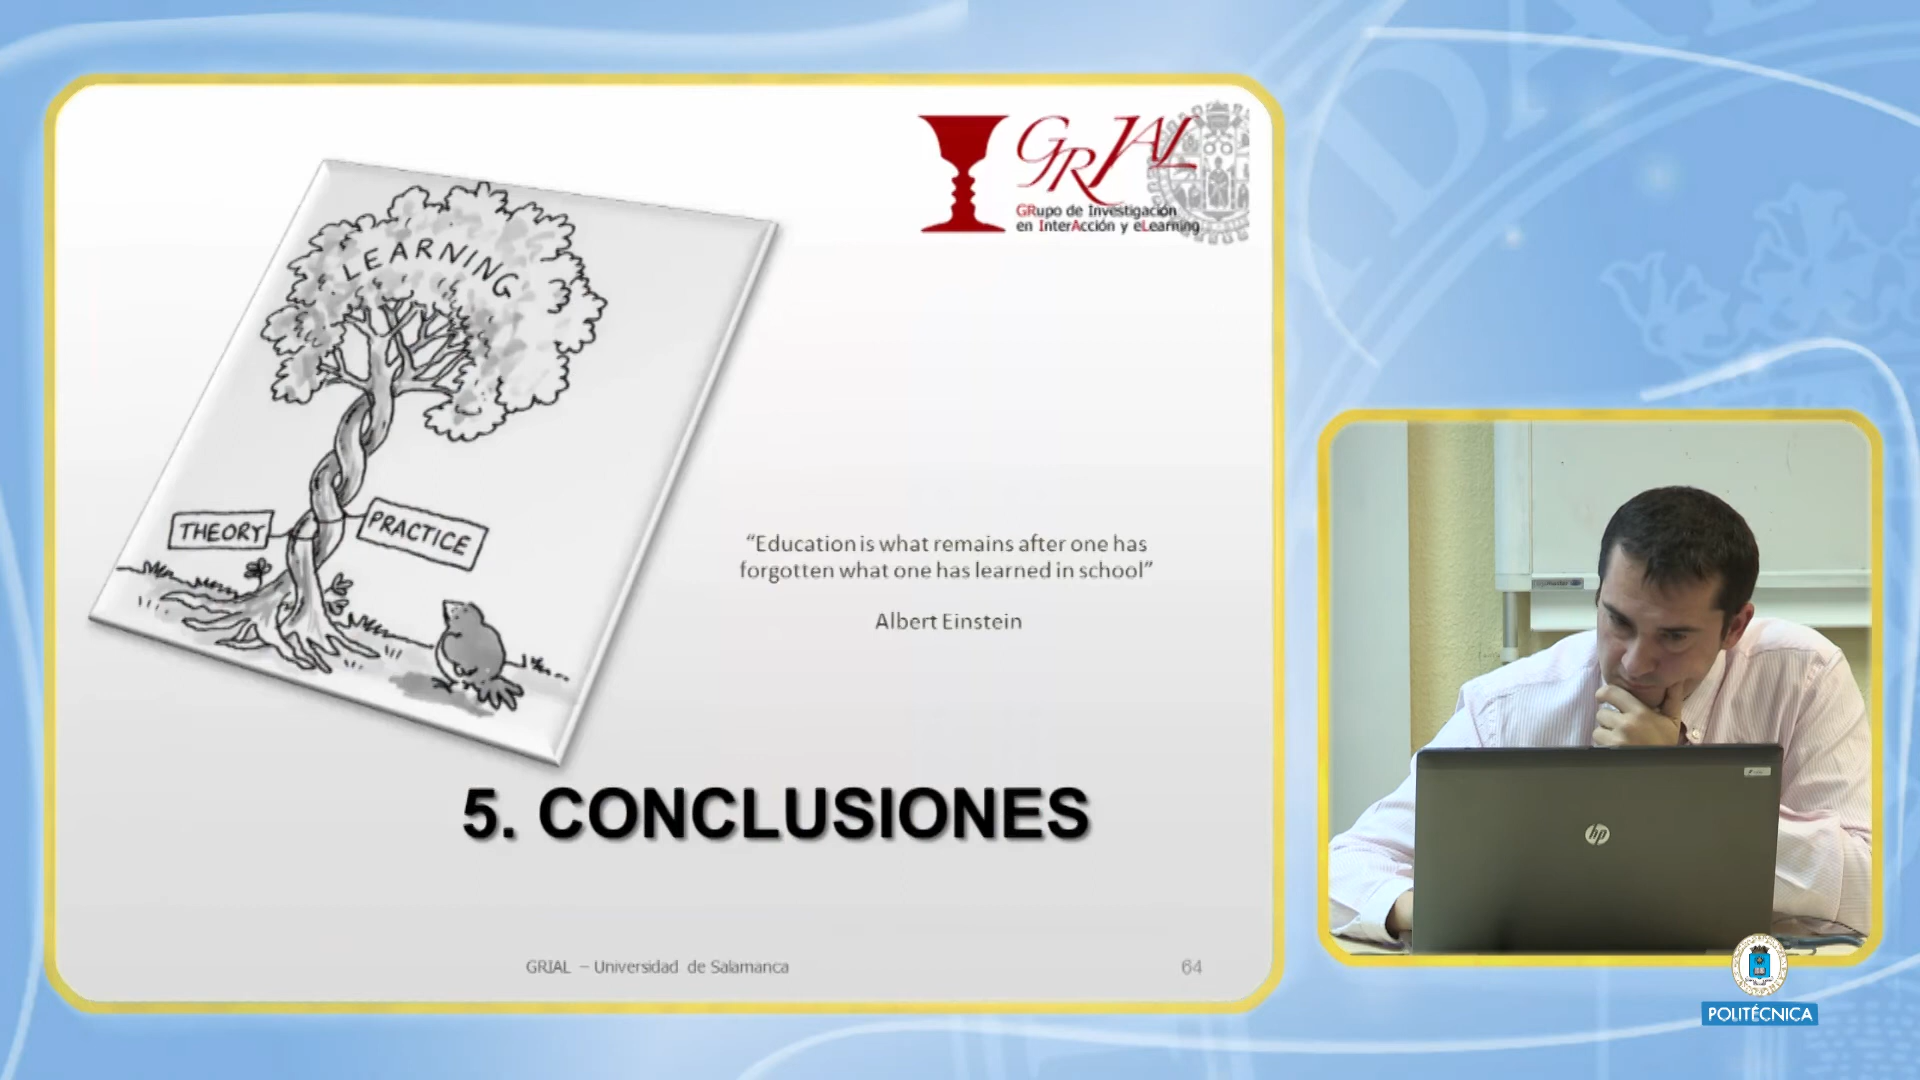 GRIAL
GRupo de Investigación
en InterAcción y eLearning
LEARNING
THEORY
PRACTICE
“Education is what remains after one has
forgotten what one has learned in school”
Albert Einstein
5. CONCLUSIONES
GRIAL – Universidad de Salamanca
64
hp
POLITÉCNICA